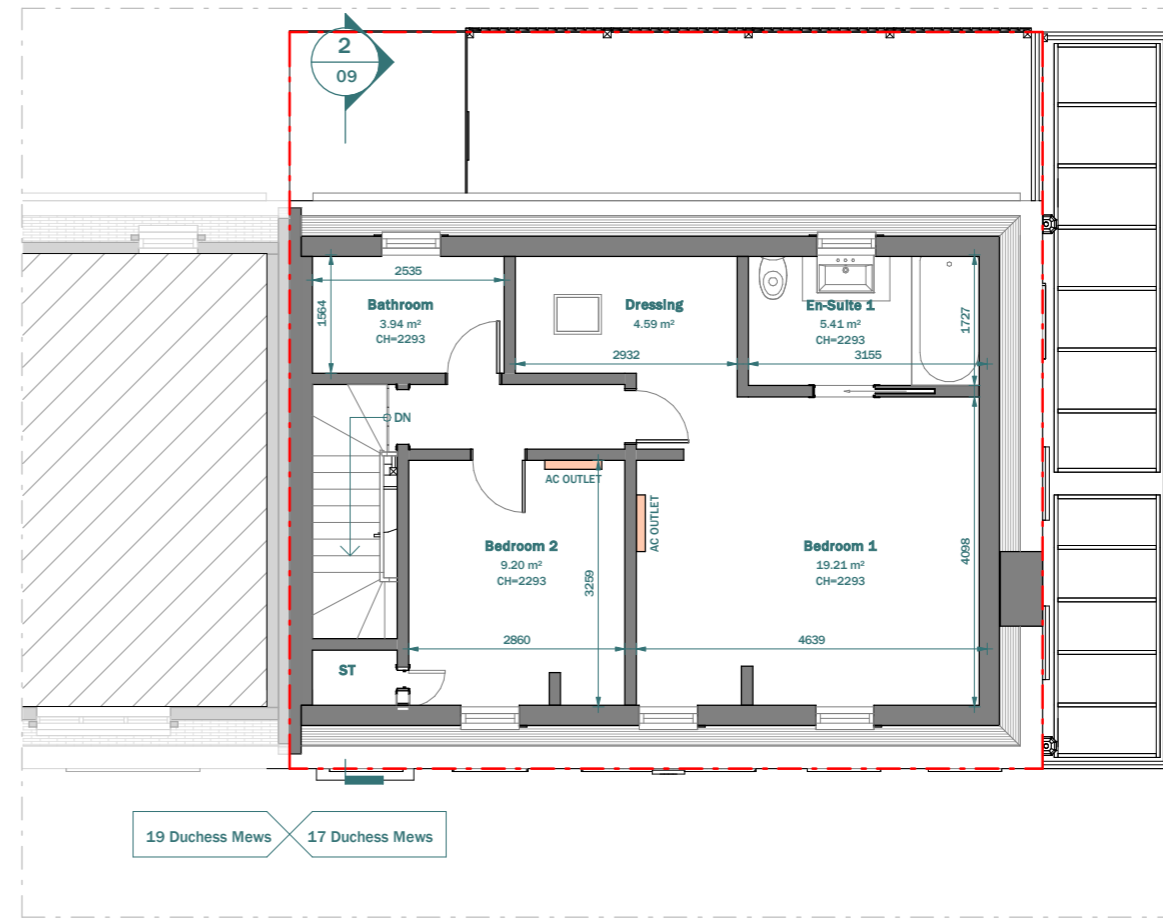 2
09
2535
1564
Bathroom
3.94 m²
CH=2293
Dressing
4.59 m²
2932
En-Suite 1
5.41 m²
CH=2293
3155
1727
DN
AC OUTLET
AC OUTLET
Bedroom 2
9.20 m²
CH=2293
3259
2860
Bedroom 1
19.21 m²
CH=2293
4098
4639
ST
19 Duchess Mews
17 Duchess Mews